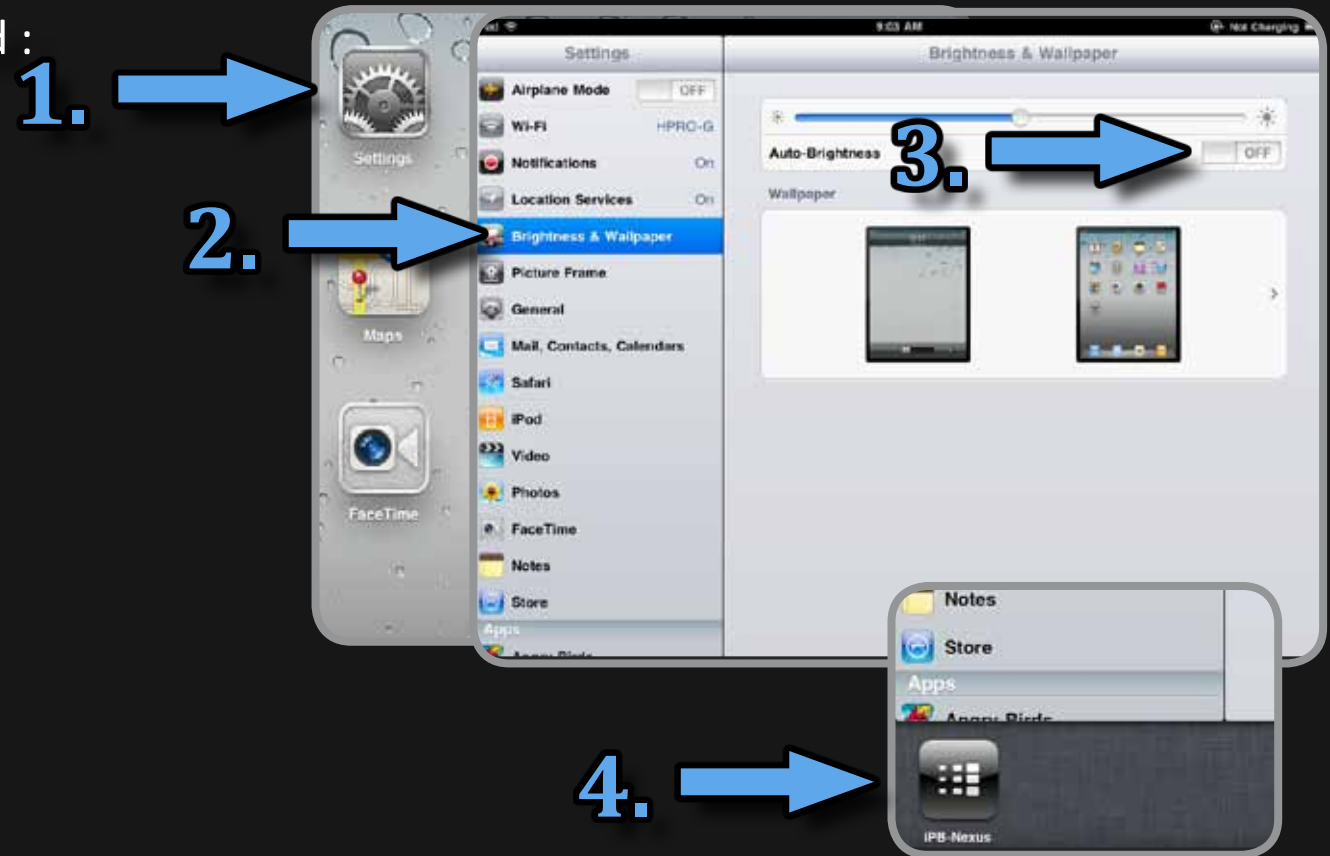 d :
1.
Settings
2.
Maps
FaceTime
9:03 AM
Not Charging
Settings
Airplane Mode OFF
Wi-Fi HPRO-G
Notifications On
Location Services On
Brightness & Wallpaper
Picture Frame
General
Mail, Contacts, Calendars
Safari
iPod
Video
Photos
FaceTime
Notes
Store
Apps
Angry Birds
Brightness & Wallpaper
Auto-Brightness OFF
3.
Wallpaper
4.
Notes
Store
Apps
Angry Birds
iPB-Nexus